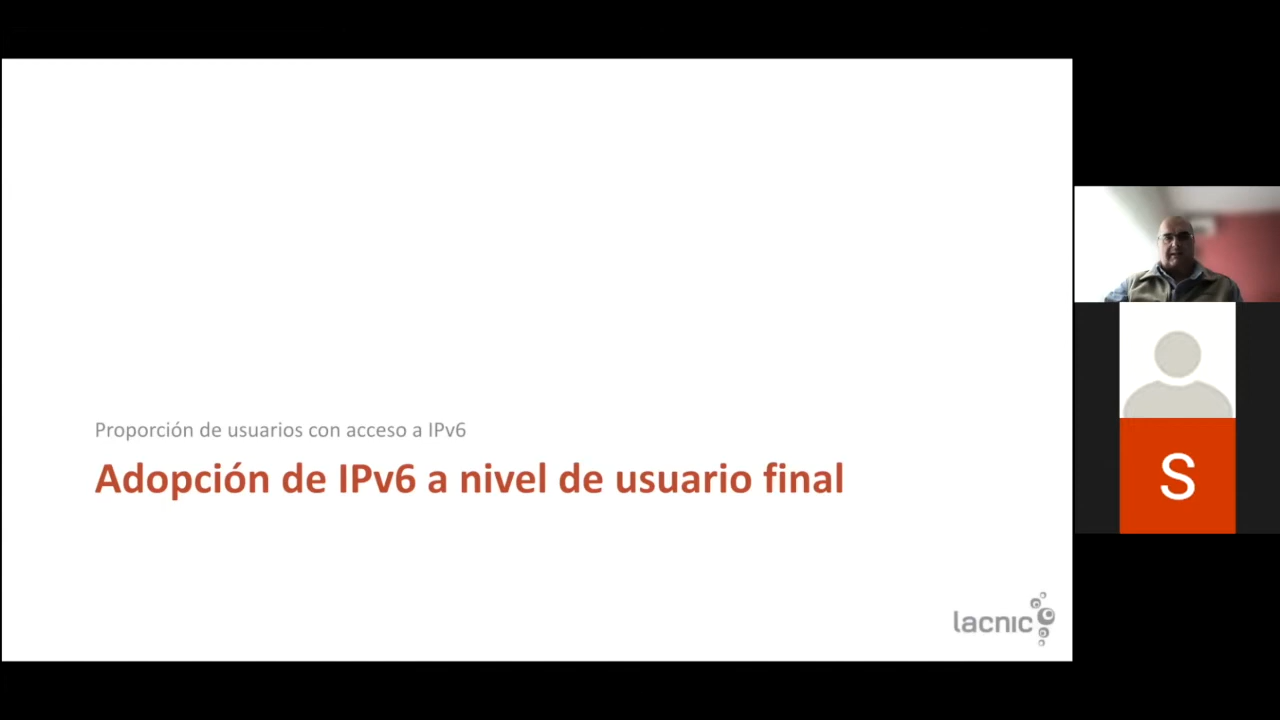 Proporción de usuarios con acceso a IPv6
Adopción de IPv6 a nivel de usuario final
lacnic
S